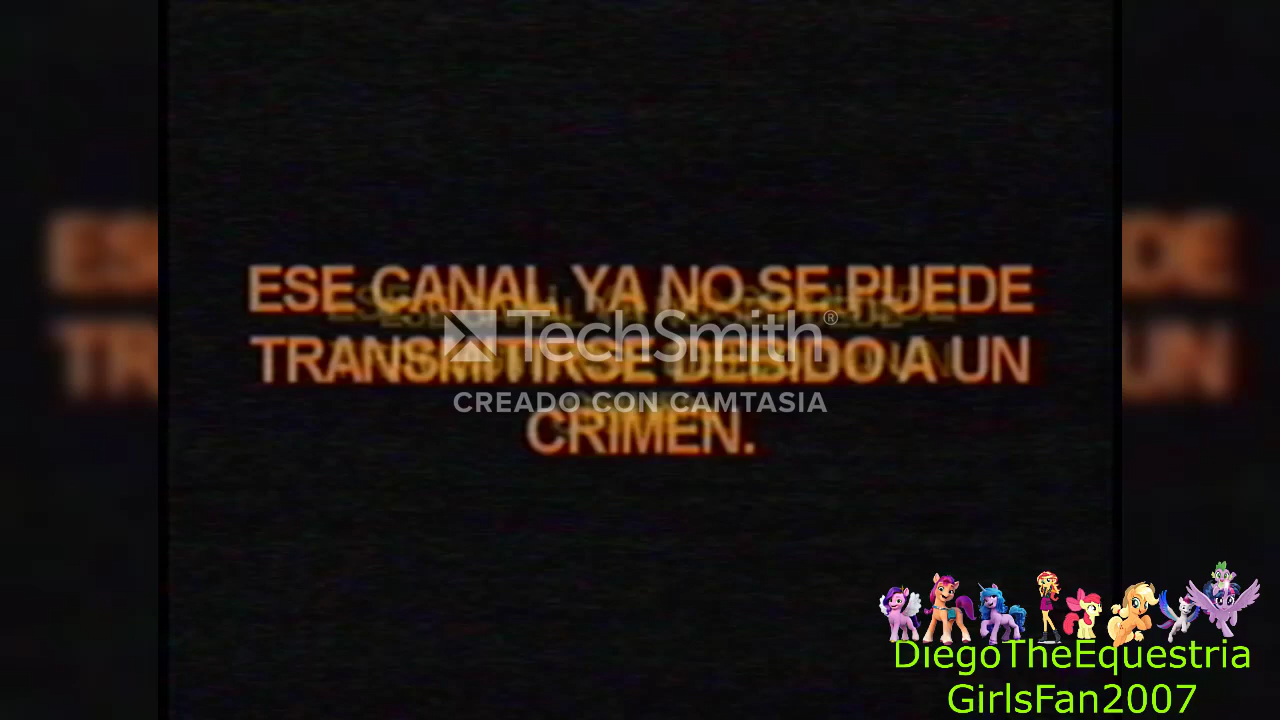 ESE CANAL YA NO SE PUEDE
TRANSMITIRSE DEBIDO A UN
CRIMEN.
TechSmith®
CREADO CON CAMTASIA
DiegoTheEquestria
GirlsFan2007